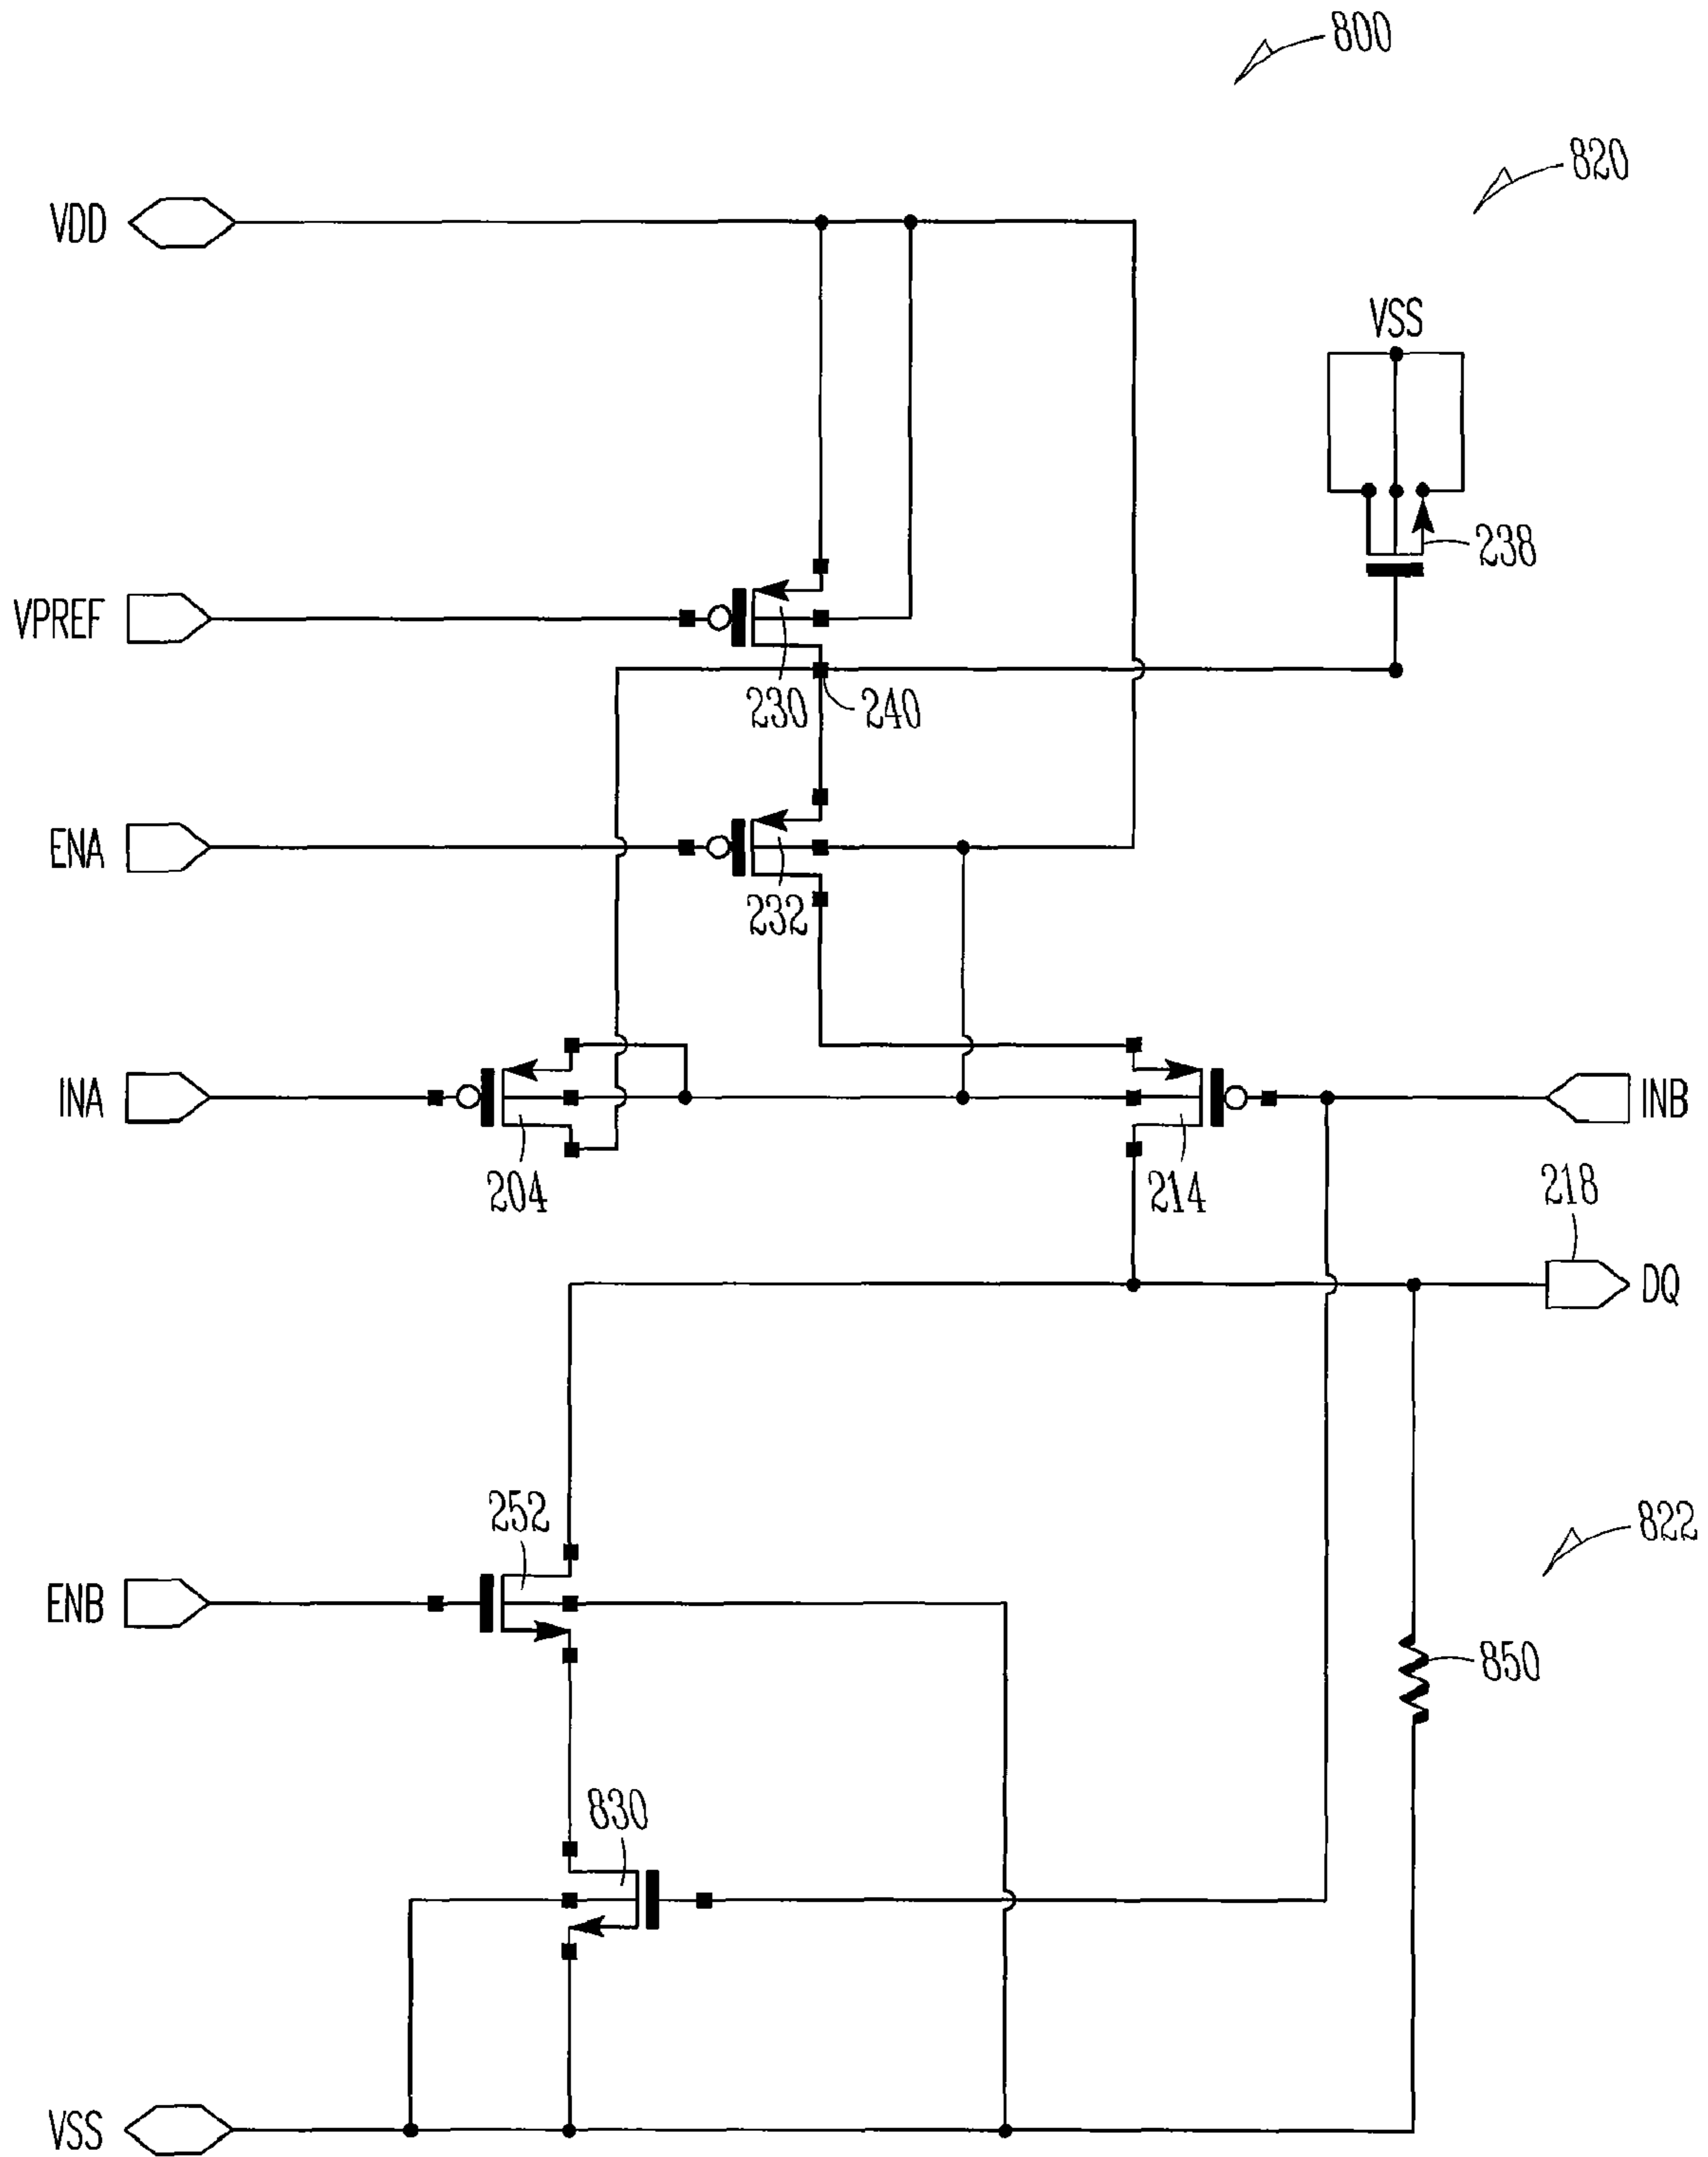 800
820
VDD
VSS
238
VPREF
230
240
ENA
232
INA
INB
204
214
218
DQ
252
822
ENB
850
830
VSS